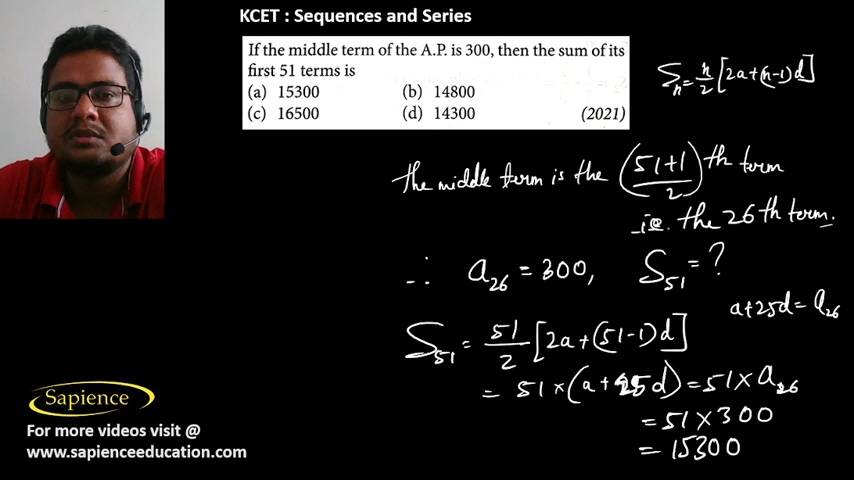 KCET : Sequences and Series
If the middle term of the A.P. is 300, then the sum of its
first 51 terms is
(a) 15300 (b) 14800
(c) 16500 (d) 14300 (2021)
Sn = n/2 [2a+(n-1)d]
the middle term is the (51+1/2)th term
i.e. the 26th term.
∴ a26 = 300, S51 = ?
a+25d = a26
S51 = 51/2 [2a+(51-1)d]
= 51×(a+25d) = 51×a26
= 51×300
= 15300
Sapience
For more videos visit @
www.sapienceeducation.com